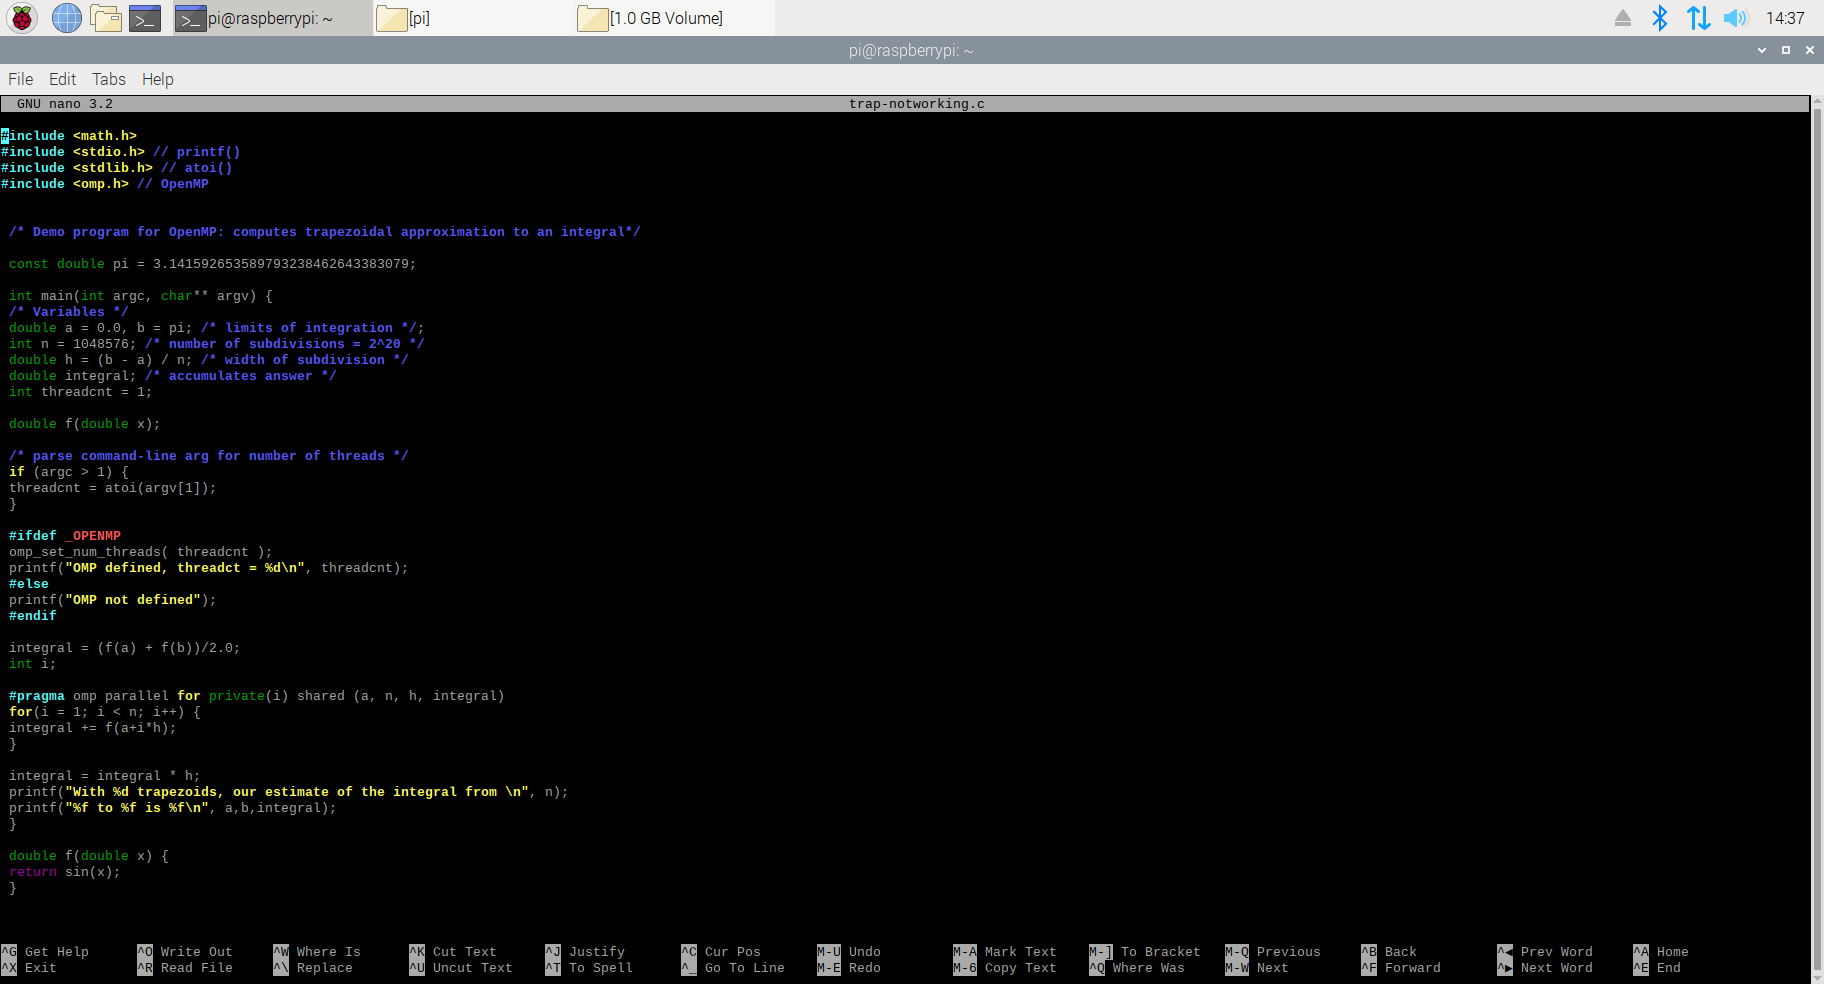 pi@raspberrypi: ~ [pi] [1.0 GB Volume] 14:37
pi@raspberrypi: ~
File Edit Tabs Help
GNU nano 3.2 trap-notworking.c
#include <math.h>
#include <stdio.h> // printf()
#include <stdlib.h> // atoi()
#include <omp.h> // OpenMP
/* Demo program for OpenMP: computes trapezoidal approximation to an integral*/
const double pi = 3.141592653589793238462643383079;
int main(int argc, char** argv) {
/* Variables */
double a = 0.0, b = pi; /* limits of integration */;
int n = 1048576; /* number of subdivisions = 2^20 */
double h = (b - a) / n; /* width of subdivision */
double integral; /* accumulates answer */
int threadcnt = 1;
double f(double x);
/* parse command-line arg for number of threads */
if (argc > 1) {
threadcnt = atoi(argv[1]);
}
#ifdef _OPENMP
omp_set_num_threads( threadcnt );
printf("OMP defined, threadct = %d\n", threadcnt);
#else
printf("OMP not defined");
#endif
integral = (f(a) + f(b))/2.0;
int i;
#pragma omp parallel for private(i) shared (a, n, h, integral)
for(i = 1; i < n; i++) {
integral += f(a+i*h);
}
integral = integral * h;
printf("With %d trapezoids, our estimate of the integral from \n", n);
printf("%f to %f is %f\n", a,b,integral);
}
double f(double x) {
return sin(x);
}
^G Get Help ^O Write Out ^W Where Is ^K Cut Text ^J Justify ^C Cur Pos M-U Undo M-A Mark Text M-] To Bracket M-Q Previous ^B Back ^◀ Prev Word ^A Home
^X Exit ^R Read File ^\ Replace ^U Uncut Text ^T To Spell ^_ Go To Line M-E Redo M-6 Copy Text ^Q Where Was M-W Next ^F Forward ^▶ Next Word ^E End